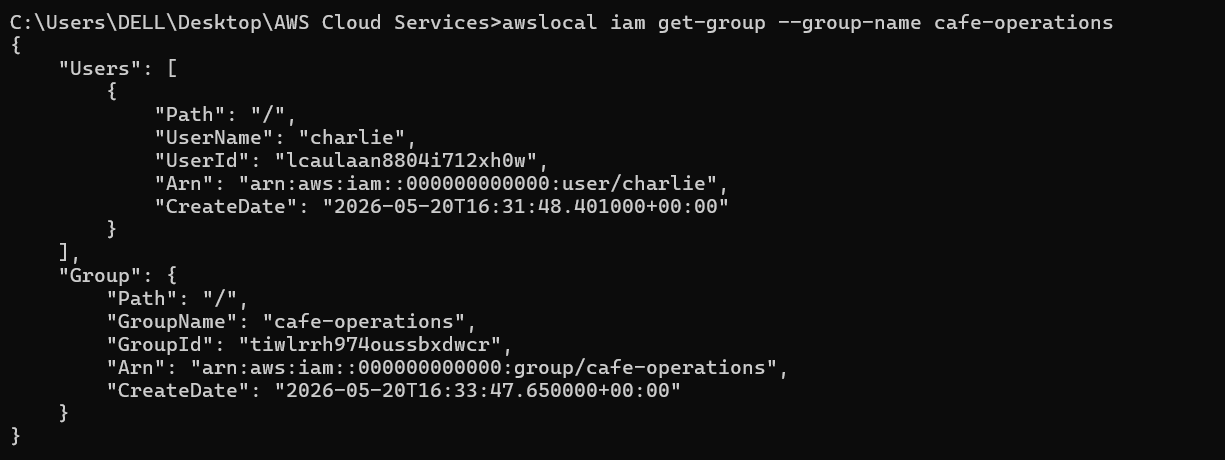 C:\Users\DELL\Desktop\AWS Cloud Services>awslocal iam get-group --group-name cafe-operations
{
    "Users": [
        {
            "Path": "/",
            "UserName": "charlie",
            "UserId": "lcaulaan8804i712xh0w",
            "Arn": "arn:aws:iam::000000000000:user/charlie",
            "CreateDate": "2026-05-20T16:31:48.401000+00:00"
        }
    ],
    "Group": {
        "Path": "/",
        "GroupName": "cafe-operations",
        "GroupId": "tiwlrrh974oussbxdwcr",
        "Arn": "arn:aws:iam::000000000000:group/cafe-operations",
        "CreateDate": "2026-05-20T16:33:47.650000+00:00"
    }
}